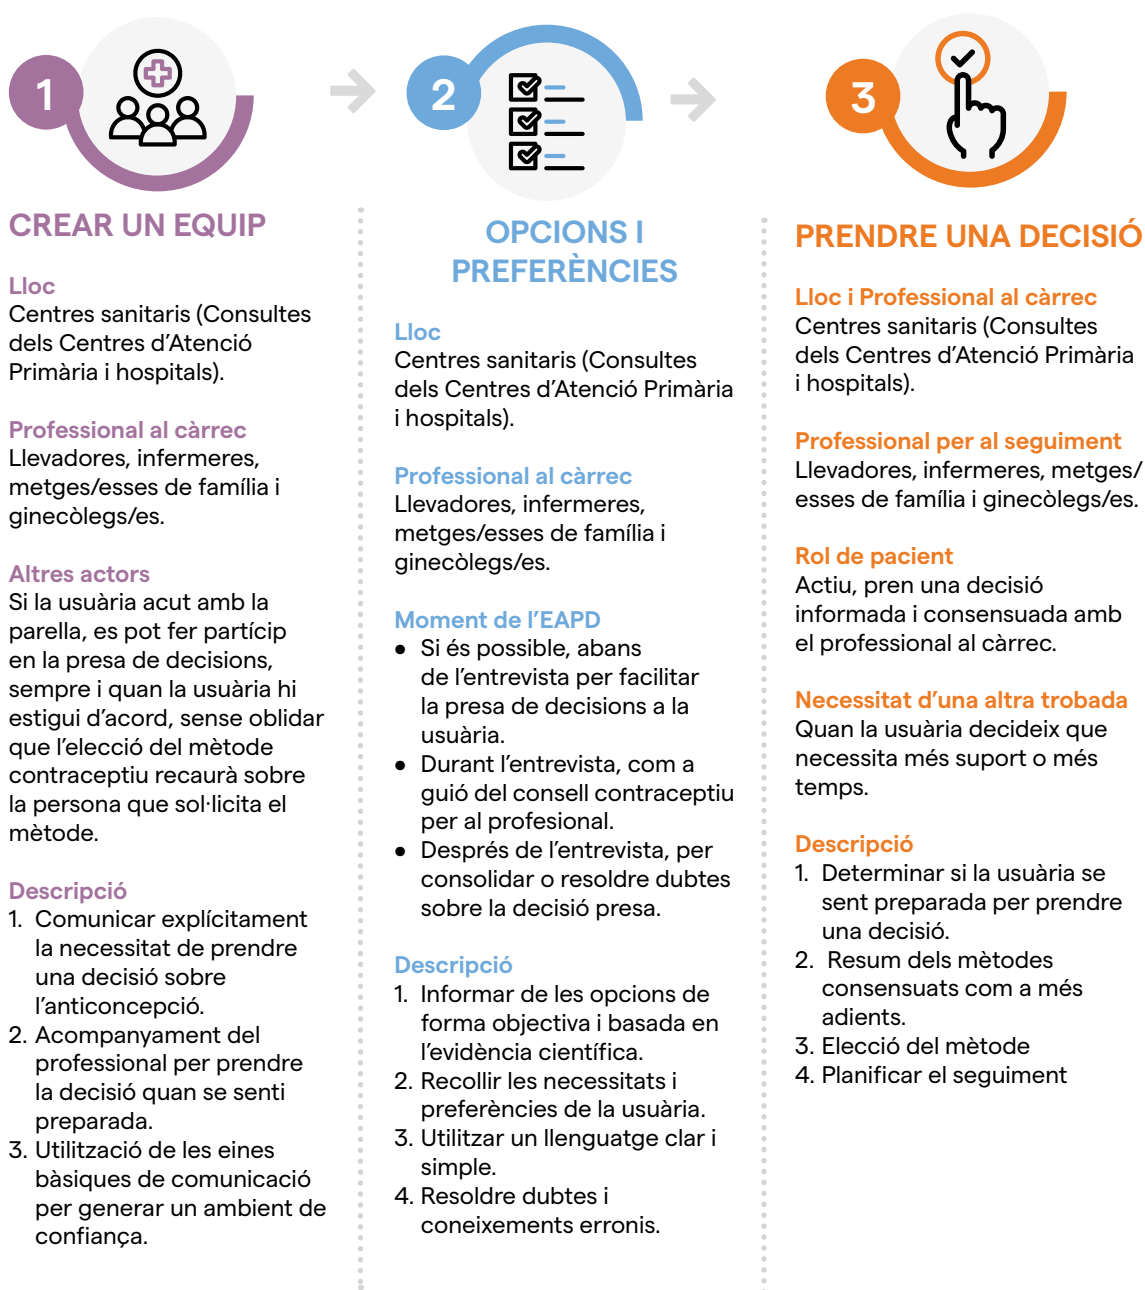 1
CREAR UN EQUIP
Lloc
Centres sanitaris (Consultes
dels Centres d’Atenció
Primària i hospitals).
Professional al càrrec
Llevadores, infermeres,
metges/esses de família i
ginecòlegs/es.
Altres actors
Si la usuària acut amb la
parella, es pot fer partícip
en la presa de decisions,
sempre i quan la usuària hi
estigui d’acord, sense oblidar
que l’elecció del mètode
contraceptiu recaurà sobre
la persona que sol·licita el
mètode.
Descripció
1. Comunicar explícitament
la necessitat de prendre
una decisió sobre
l’anticoncepció.
2. Acompanyament del
professional per prendre
la decisió quan se senti
preparada.
3. Utilització de les eines
bàsiques de comunicació
per generar un ambient de
confiança.
2
OPCIONS I
PREFERÈNCIES
Lloc
Centres sanitaris (Consultes
dels Centres d’Atenció Primària
i hospitals).
Professional al càrrec
Llevadores, infermeres,
metges/esses de família i
ginecòlegs/es.
Moment de l’EAPD
• Si és possible, abans
de l’entrevista per facilitar
la presa de decisions a la
usuària.
• Durant l’entrevista, com a
guió del consell contraceptiu
per al profesional.
• Després de l’entrevista, per
consolidar o resoldre dubtes
sobre la decisió presa.
Descripció
1. Informar de les opcions de
forma objectiva i basada en
l’evidència científica.
2. Recollir les necessitats i
preferències de la usuària.
3. Utilitzar un llenguatge clar i
simple.
4. Resoldre dubtes i
coneixements erronis.
3
PRENDRE UNA DECISIÓ
Lloc i Professional al càrrec
Centres sanitaris (Consultes
dels Centres d’Atenció Primària
i hospitals).
Professional per al seguiment
Llevadores, infermeres, metges/
esses de família i ginecòlegs/es.
Rol de pacient
Actiu, pren una decisió
informada i consensuada amb
el professional al càrrec.
Necessitat d’una altra trobada
Quan la usuària decideix que
necessita més suport o més
temps.
Descripció
1. Determinar si la usuària se
sent preparada per prendre
una decisió.
2. Resum dels mètodes
consensuats com a més
adients.
3. Elecció del mètode
4. Planificar el seguiment